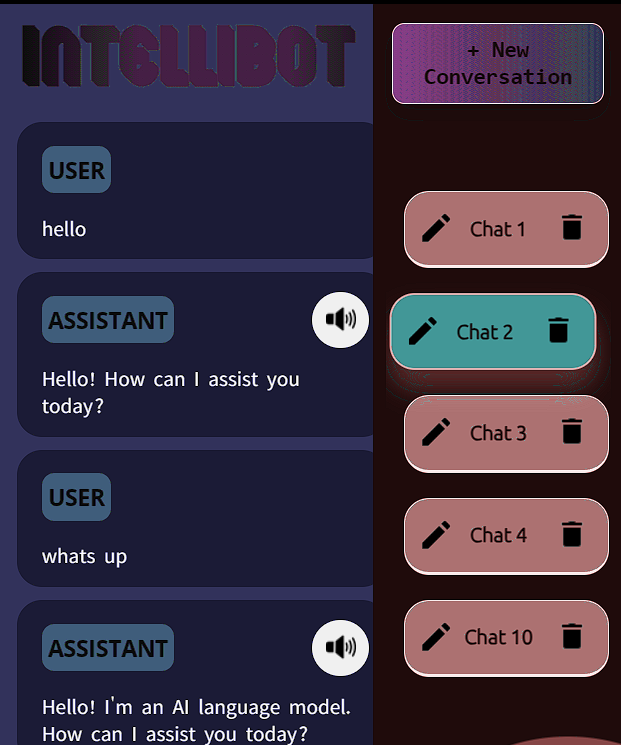 INTELLIBOT
USER
hello
ASSISTANT
Hello! How can I assist you
today?
USER
whats up
ASSISTANT
Hello! I'm an AI language model.
How can I assist you today?
+ New
Conversation
Chat 1
Chat 2
Chat 3
Chat 4
Chat 10